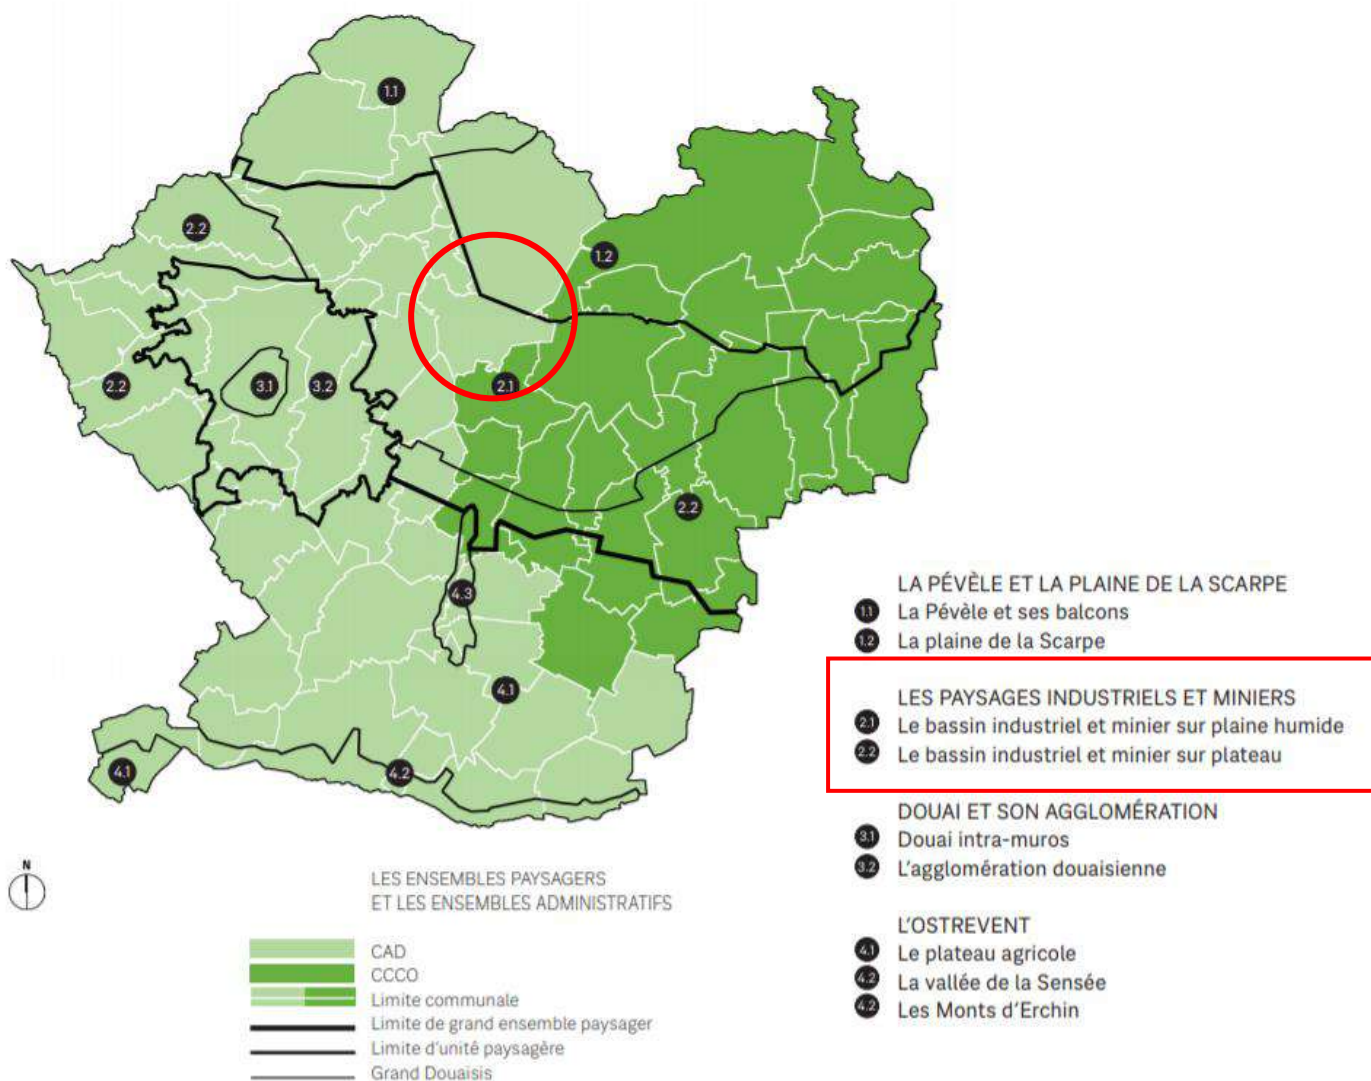 1.1
2.2
1.2
2.2
3.1
3.2
2.1
2.2
4.3
4.1
4.1
4.2
N
LES ENSEMBLES PAYSAGERS
ET LES ENSEMBLES ADMINISTRATIFS
CAD
CCCO
Limite communale
Limite de grand ensemble paysager
Limite d'unité paysagère
Grand Douaisis
LA PÉVÈLE ET LA PLAINE DE LA SCARPE
1.1 La Pévèle et ses balcons
1.2 La plaine de la Scarpe
LES PAYSAGES INDUSTRIELS ET MINIERS
2.1 Le bassin industriel et minier sur plaine humide
2.2 Le bassin industriel et minier sur plateau
DOUAI ET SON AGGLOMÉRATION
3.1 Douai intra-muros
3.2 L'agglomération douaisienne
L'OSTREVENT
4.1 Le plateau agricole
4.2 La vallée de la Sensée
4.2 Les Monts d'Erchin